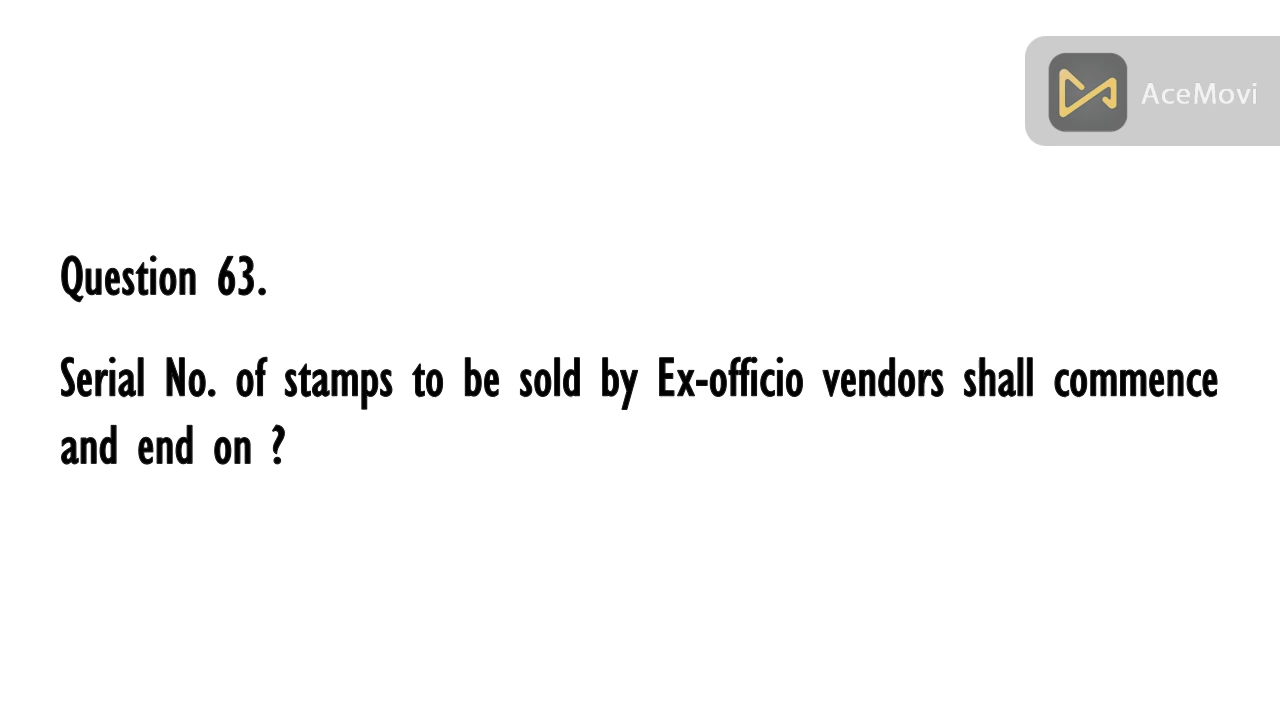 AceMovi
Question 63.
Serial No. of stamps to be sold by Ex-officio vendors shall commence
and end on ?